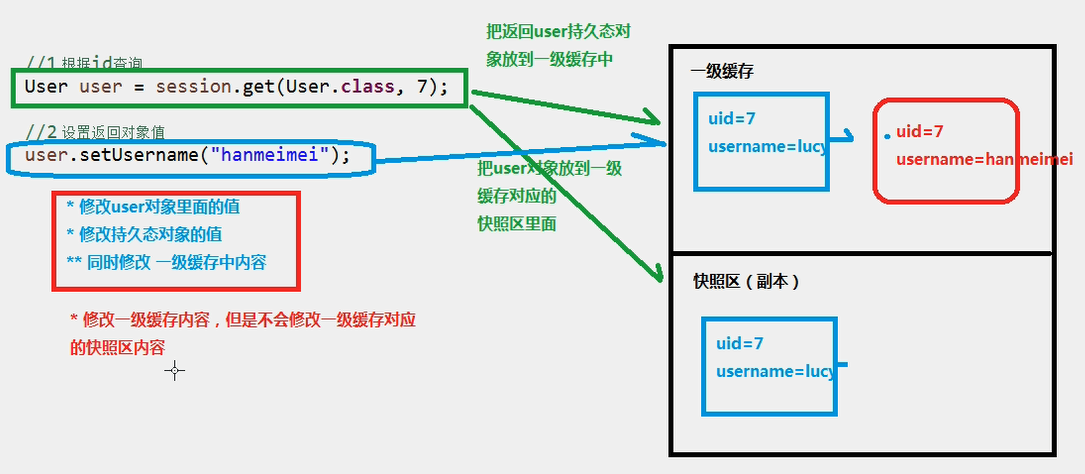 //1 根据id查询
User user = session.get(User.class, 7);
//2 设置返回对象值
user.setUsername("hanmeimei");
* 修改user对象里面的值
* 修改持久态对象的值
** 同时修改 一级缓存中内容
* 修改一级缓存内容，但是不会修改一级缓存对应
的快照区内容
把返回user持久态对
象放到一级缓存中
把user对象放到一级
缓存对应的
快照区里面
一级缓存
uid=7
username=lucy
uid=7
username=hanmeimei
快照区（副本）
uid=7
username=lucy